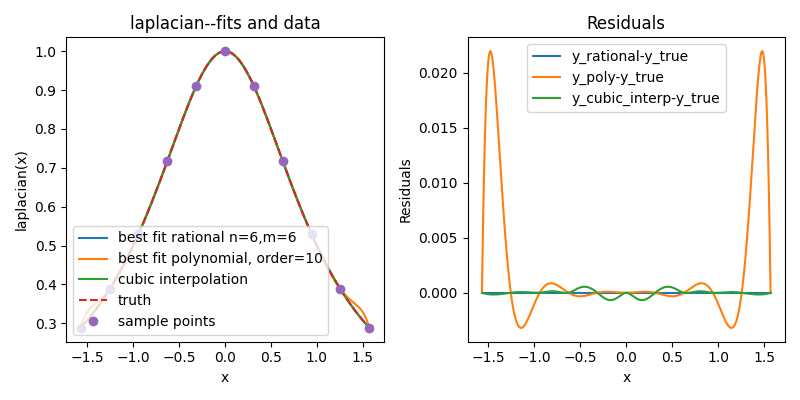 laplacian--fits and data
laplacian(x)
1.0
0.9
0.8
0.7
0.6
0.5
0.4
0.3
best fit rational n=6,m=6
best fit polynomial, order=10
cubic interpolation
truth
sample points
−1.5 −1.0 −0.5 0.0 0.5 1.0 1.5
x
Residuals
Residuals
0.020
0.015
0.010
0.005
0.000
y_rational-y_true
y_poly-y_true
y_cubic_interp-y_true
−1.5 −1.0 −0.5 0.0 0.5 1.0 1.5
x